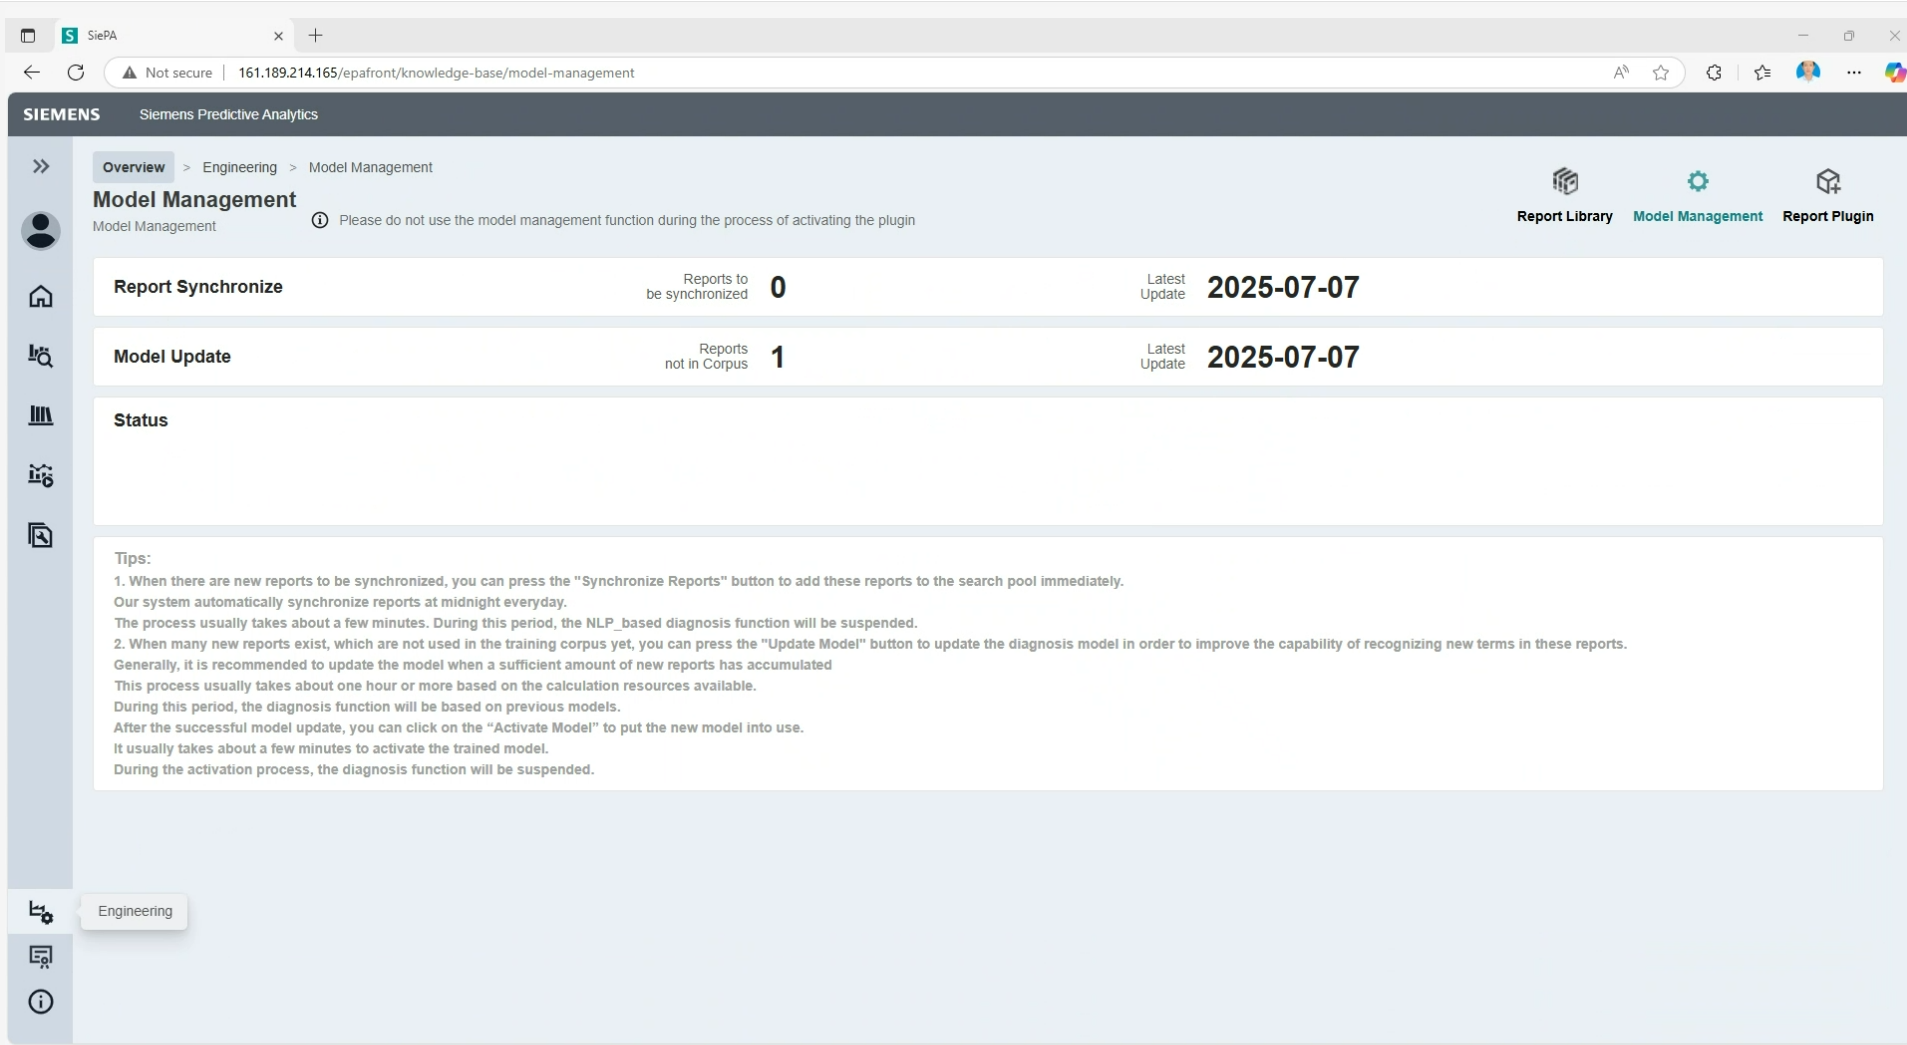 SiePA
Not secure
161.189.214.165/epafront/knowledge-base/model-management
SIEMENS
Siemens Predictive Analytics
Overview > Engineering > Model Management
Model Management
Model Management
Please do not use the model management function during the process of activating the plugin
Report Library
Model Management
Report Plugin
Report Synchronize
Reports to
be synchronized
0
Latest
Update
2025-07-07
Model Update
Reports
not in Corpus
1
Latest
Update
2025-07-07
Status
Tips:
1. When there are new reports to be synchronized, you can press the "Synchronize Reports" button to add these reports to the search pool immediately.
Our system automatically synchronize reports at midnight everyday.
The process usually takes about a few minutes. During this period, the NLP_based diagnosis function will be suspended.
2. When many new reports exist, which are not used in the training corpus yet, you can press the "Update Model" button to update the diagnosis model in order to improve the capability of recognizing new terms in these reports.
Generally, it is recommended to update the model when a sufficient amount of new reports has accumulated
This process usually takes about one hour or more based on the calculation resources available.
During this period, the diagnosis function will be based on previous models.
After the successful model update, you can click on the “Activate Model” to put the new model into use.
It usually takes about a few minutes to activate the trained model.
During the activation process, the diagnosis function will be suspended.
Engineering